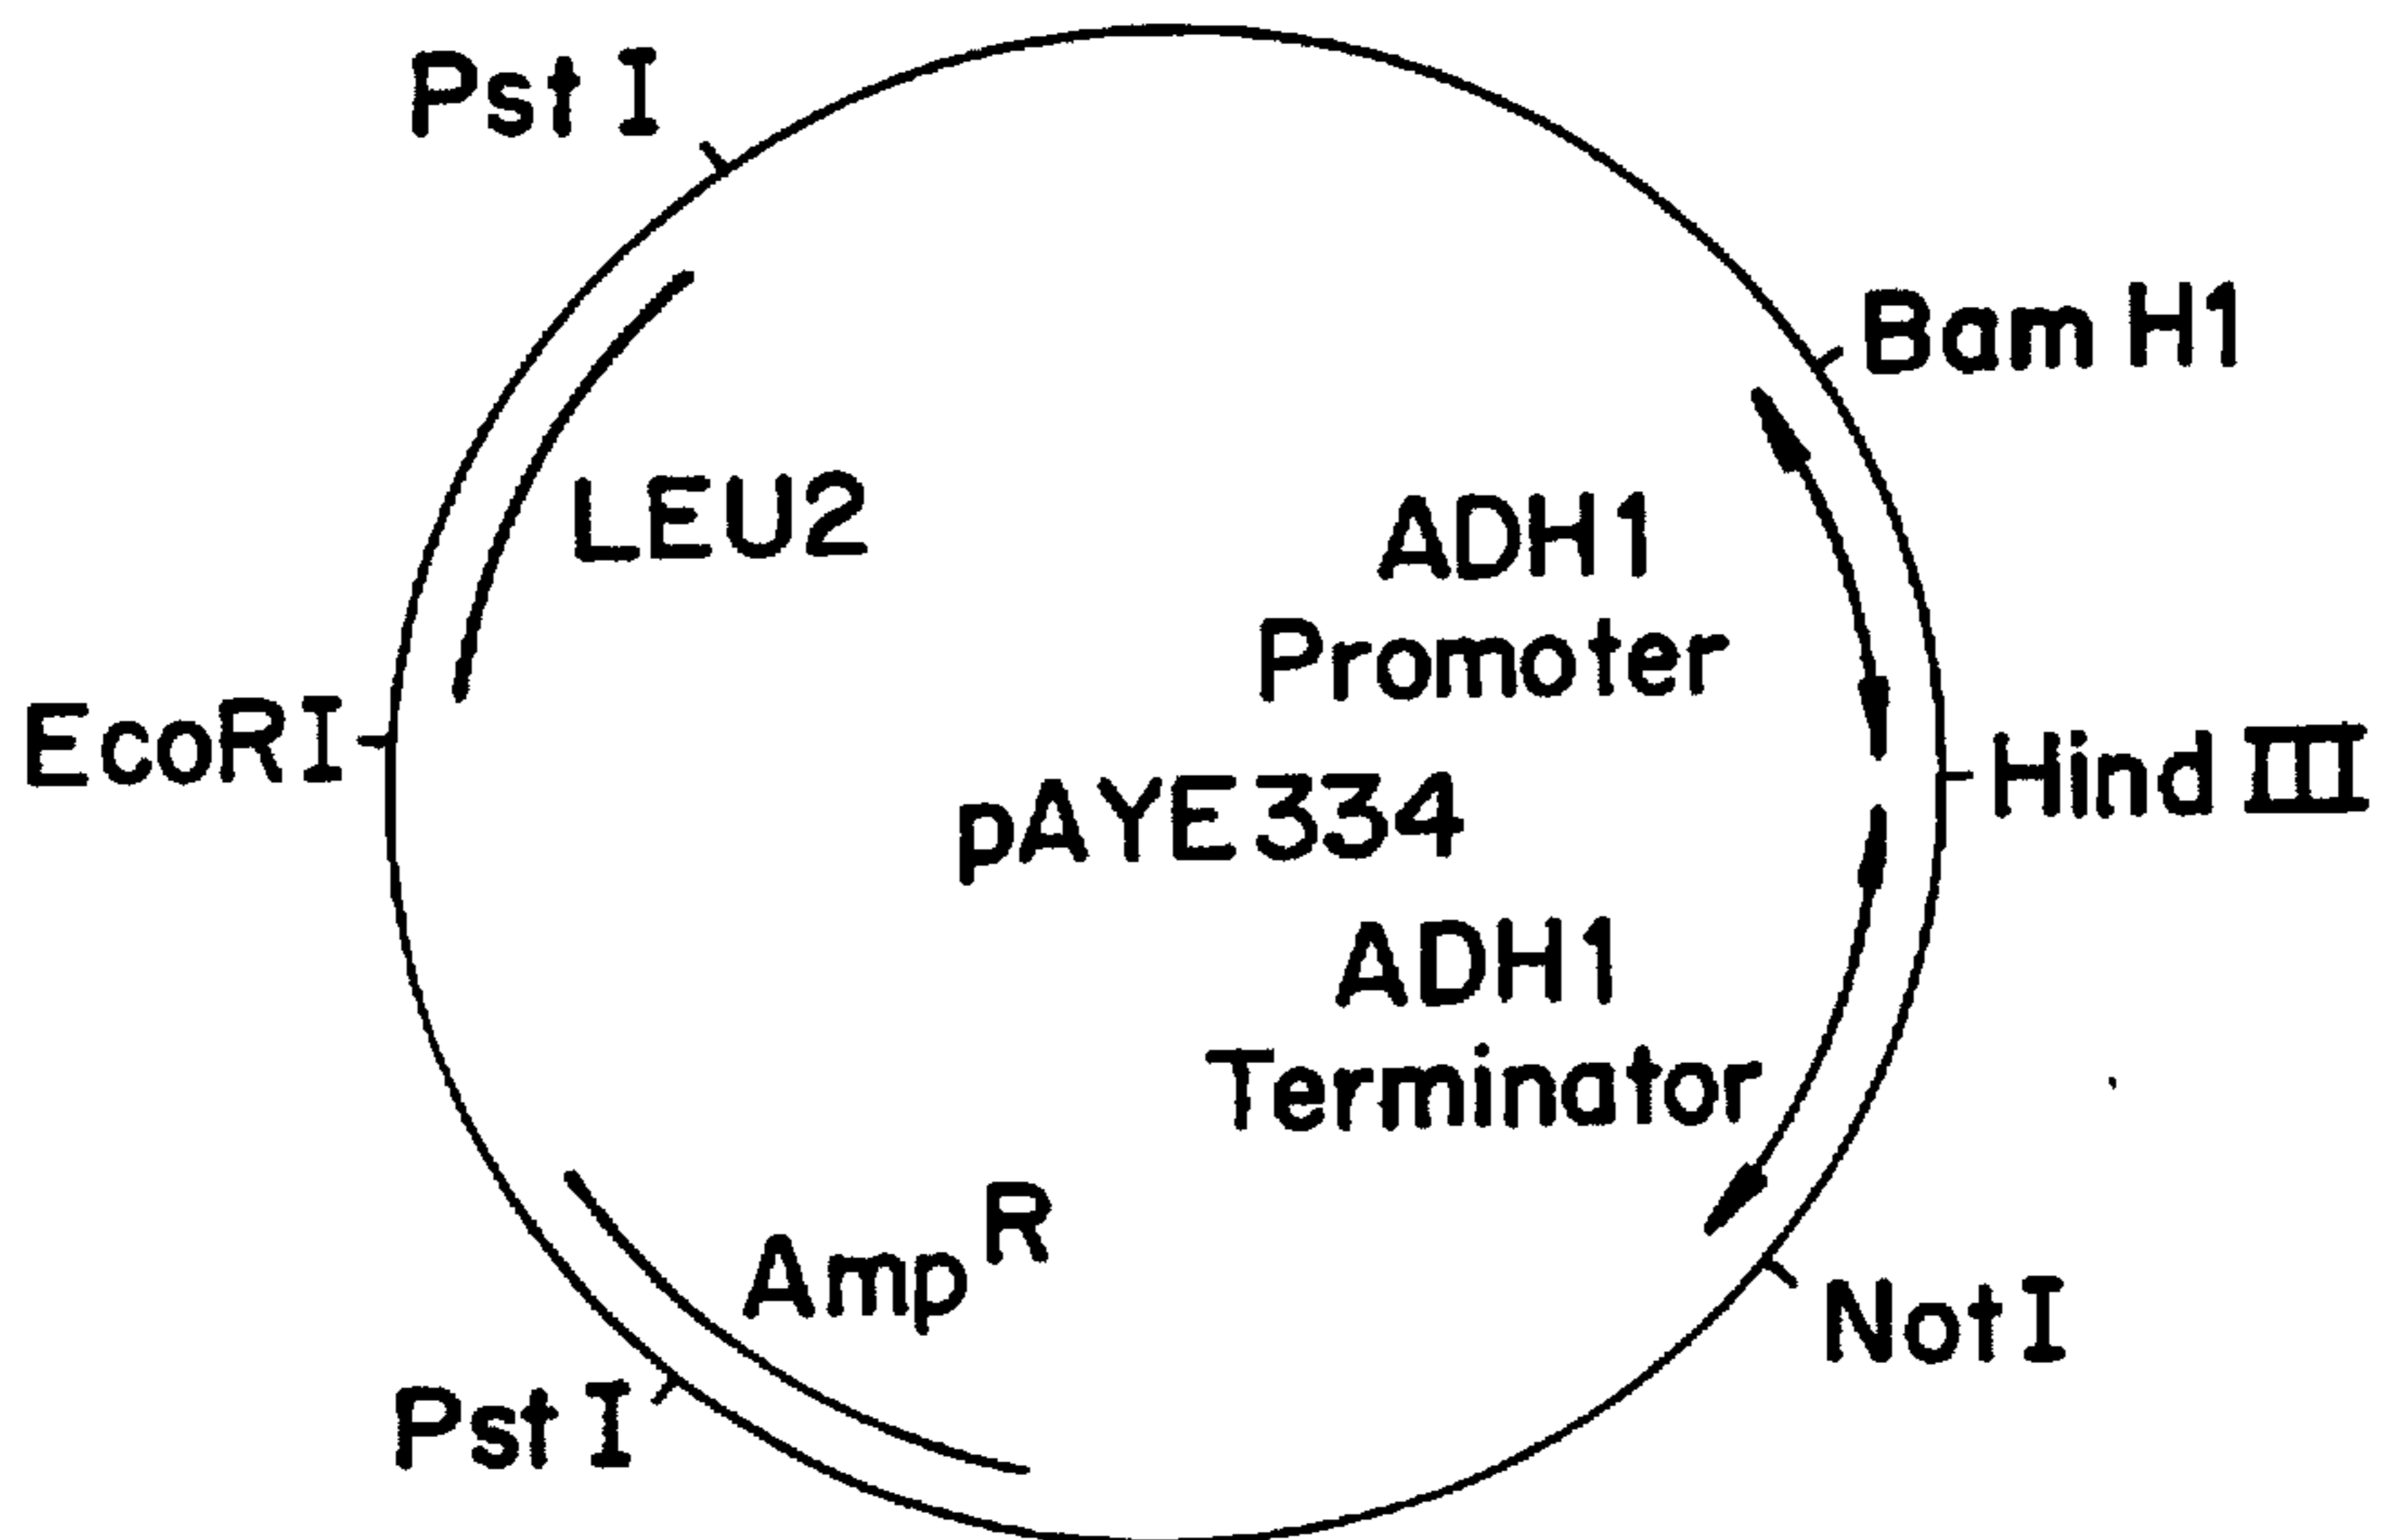 Pst I
Bam H1
LEU2
ADH1
Promoter
EcoRI
Hind III
pAYE334
ADH1
Terminator
Amp R
Not I
Pst I